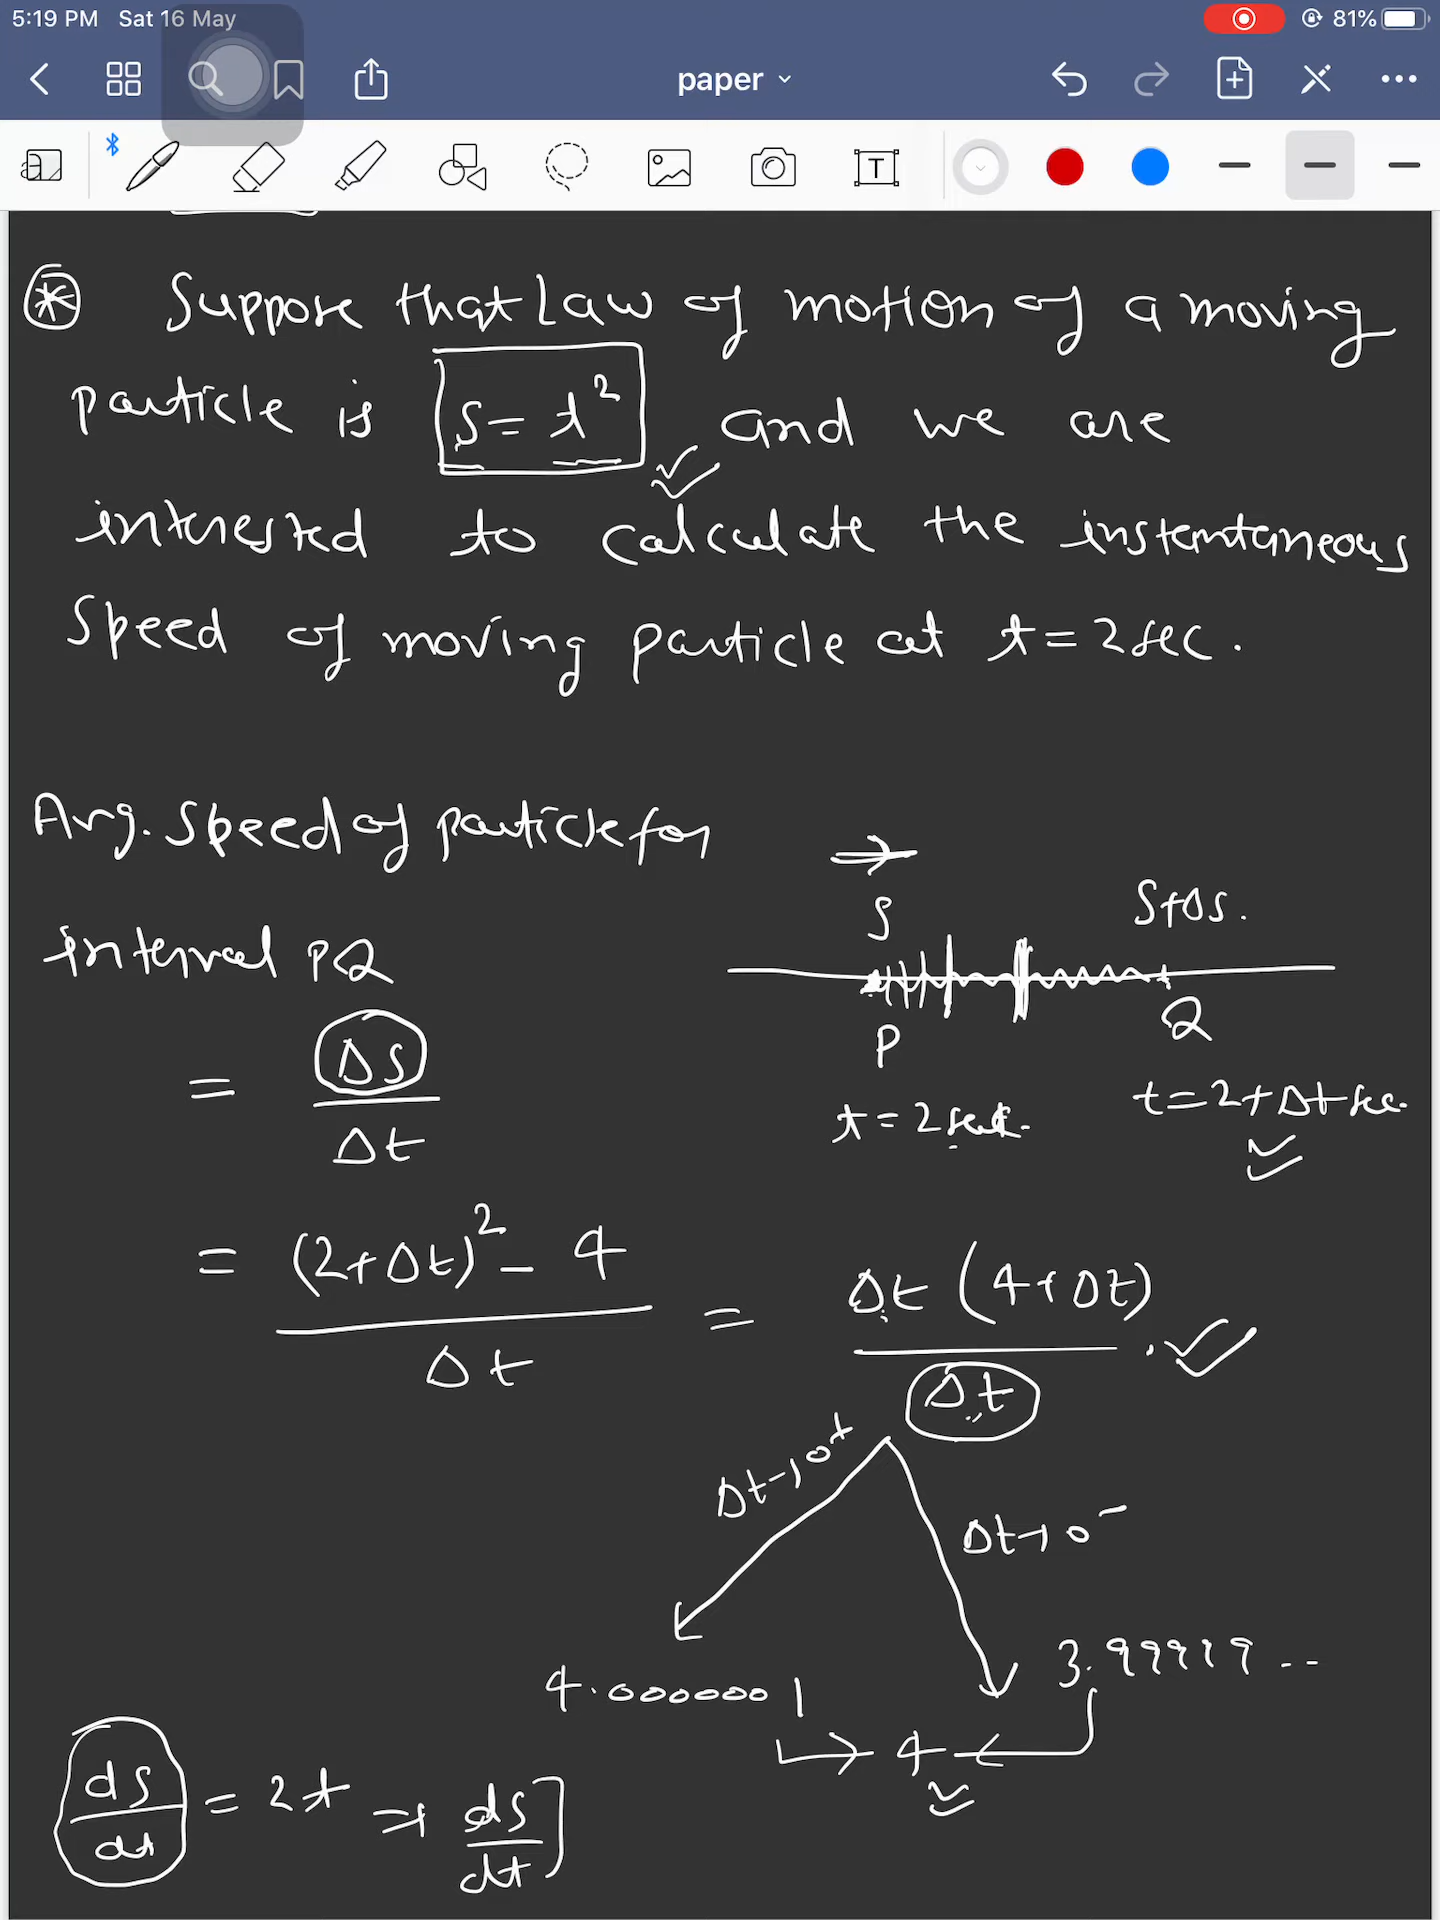 5:19 PM Sat 16 May
81%
paper
T
⊛ Suppose that Law of motion of a moving
particle is S = t² and we are
interested to calculate the instantaneous
Speed of moving particle at t = 2 sec.
Avg. Speed of particle for
interval PQ
S
S+Δs.
P
Q
t = 2 sec.
t = 2+Δt sec.
= Δs/Δt
= ((2+Δt)² - 4)/Δt = Δt (4+Δt)/Δt .
Δt→0⁺
Δt→0⁻
4.0000001
3.99999..
4
ds/dt = 2t ⇒ ds/dt]